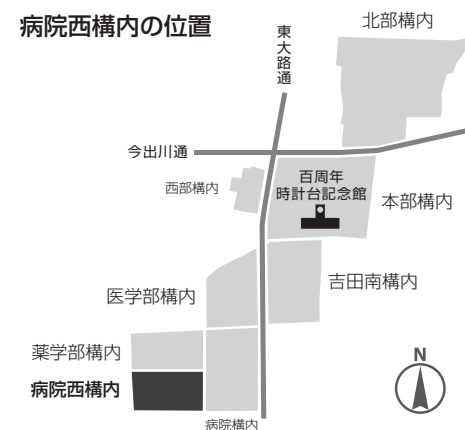 病院西構内の位置
北部構内
東大路通
今出川通
百周年
時計台記念館
西部構内
本部構内
吉田南構内
医学部構内
薬学部構内
病院西構内
N
病院構内